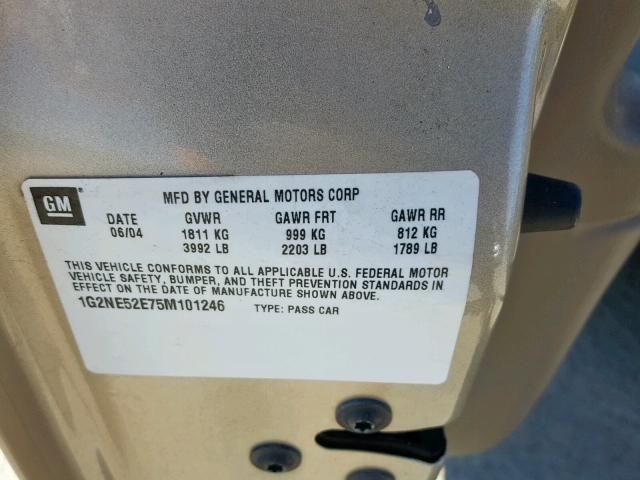 GM
MFD BY GENERAL MOTORS CORP
DATE GVWR GAWR FRT GAWR RR
06/04 1811 KG 999 KG 812 KG
3992 LB 2203 LB 1789 LB
THIS VEHICLE CONFORMS TO ALL APPLICABLE U.S. FEDERAL MOTOR
VEHICLE SAFETY, BUMPER, AND THEFT PREVENTION STANDARDS IN
EFFECT ON THE DATE OF MANUFACTURE SHOWN ABOVE.
1G2NE52E75M101246 TYPE: PASS CAR